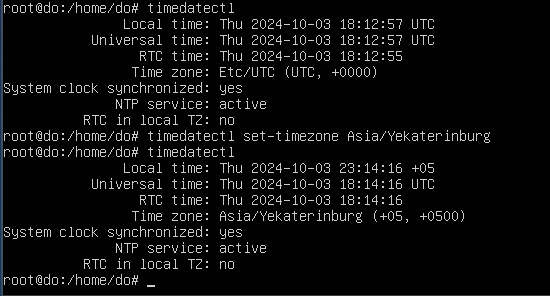 root@do:/home/do# timedatectl
Local time: Thu 2024-10-03 18:12:57 UTC
Universal time: Thu 2024-10-03 18:12:57 UTC
RTC time: Thu 2024-10-03 18:12:55
Time zone: Etc/UTC (UTC, +0000)
System clock synchronized: yes
NTP service: active
RTC in local TZ: no
root@do:/home/do# timedatectl set-timezone Asia/Yekaterinburg
root@do:/home/do# timedatectl
Local time: Thu 2024-10-03 23:14:16 +05
Universal time: Thu 2024-10-03 18:14:16 UTC
RTC time: Thu 2024-10-03 18:14:16
Time zone: Asia/Yekaterinburg (+05, +0500)
System clock synchronized: yes
NTP service: active
RTC in local TZ: no
root@do:/home/do# _